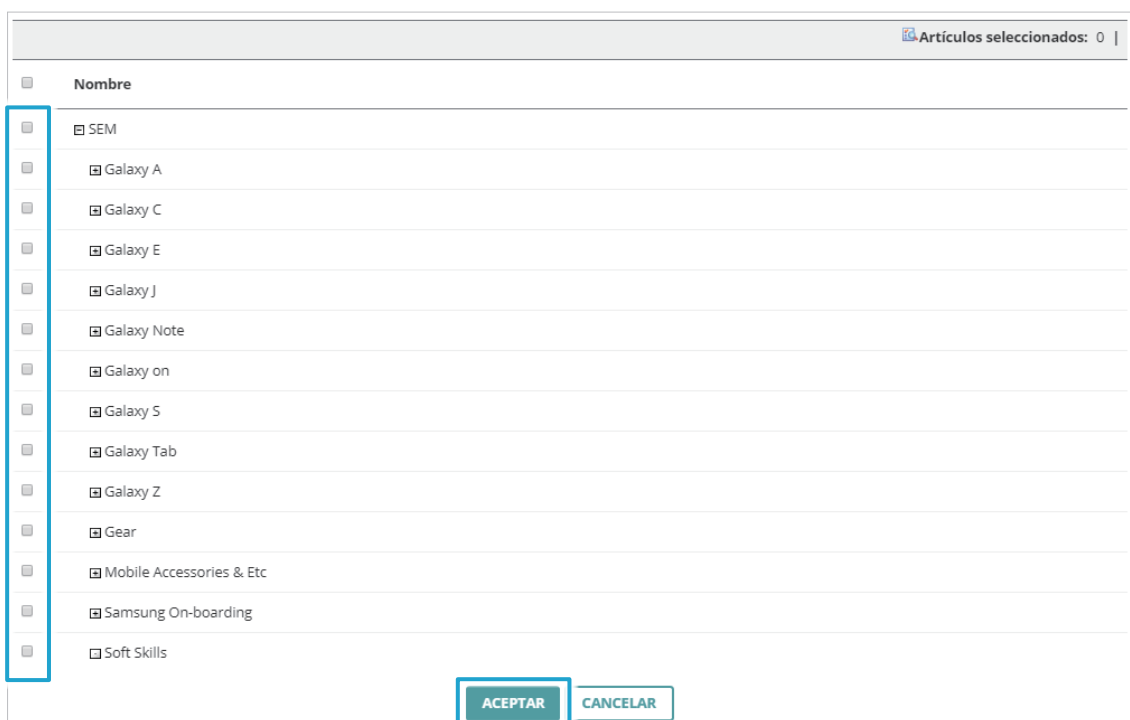 Artículos seleccionados: 0 |
Nombre
SEM
Galaxy A
Galaxy C
Galaxy E
Galaxy J
Galaxy Note
Galaxy on
Galaxy S
Galaxy Tab
Galaxy Z
Gear
Mobile Accessories & Etc
Samsung On-boarding
Soft Skills
ACEPTAR CANCELAR